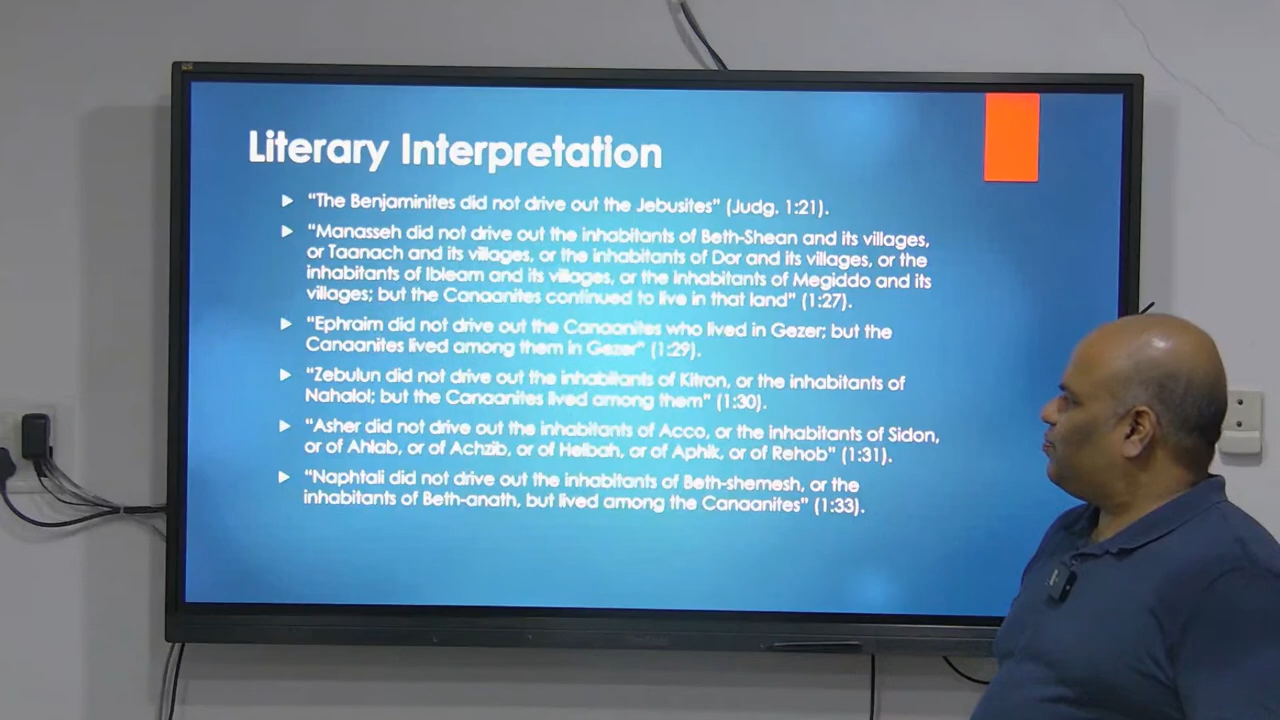 Literary Interpretation
"The Benjaminites did not drive out the Jebusites" (Judg. 1:21).
"Manasseh did not drive out the inhabitants of Beth-Shean and its villages,
or Taanach and its villages, or the inhabitants of Dor and its villages, or the
inhabitants of Ibleam and its villages, or the inhabitants of Megiddo and its
villages; but the Canaanites continued to live in that land" (1:27).
"Ephraim did not drive out the Canaanites who lived in Gezer; but the
Canaanites lived among them in Gezer" (1:29).
"Zebulun did not drive out the inhabitants of Kitron, or the inhabitants of
Nahalol; but the Canaanites lived among them" (1:30).
"Asher did not drive out the inhabitants of Acco, or the inhabitants of Sidon,
or of Ahlab, or of Achzib, or of Helbah, or of Aphik, or of Rehob" (1:31).
"Naphtali did not drive out the inhabitants of Beth-shemesh, or the
inhabitants of Beth-anath, but lived among the Canaanites" (1:33).